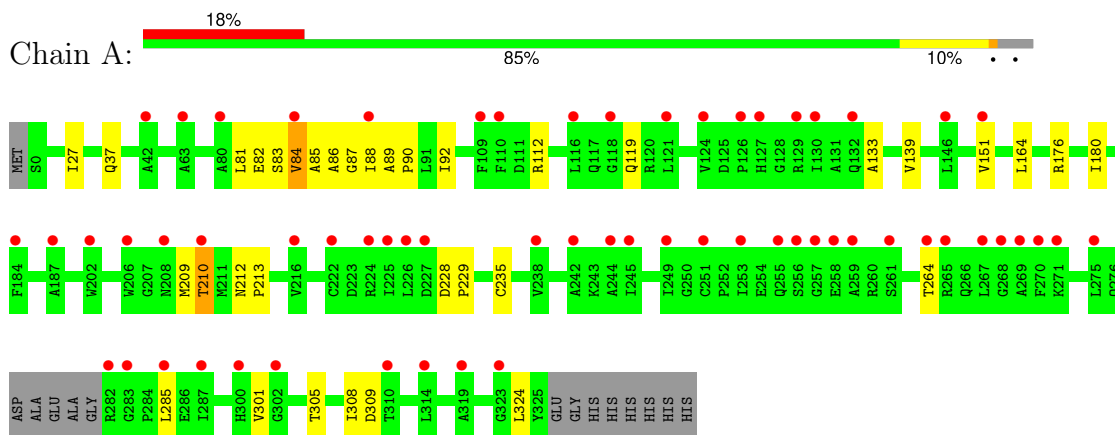 18%
Chain A:
85% 10% • •
MET S0 I27 Q37 A42 A63 A80 L81 E82 S83 V84 A85 A86 G87 I88 A89 P90 L91 I92 F109 F110 D111 R112 L116 Q117 G118 Q119 R120 L121 V124 D125 P126 H127 G128 R129 I130 A131 Q132 A133 V139 L146 V151 L164 R176 I180
F184 A187 W202 W206 G207 N208 M209 T210 M211 N212 P213 V216 C222 D223 R224 I225 L226 D227 D228 P229 C235 V238 A242 K243 A244 I245 I249 G250 C251 P252 I253 E254 Q255 S256 G257 E258 A259 R260 S261 T264 R265 Q266 L267 G268 A269 F270 K271 L275
ASP ALA GLU ALA GLY R282 G283 P284 L285 E286 I287 H300 V301 G302 T305 I308 D309 T310 L314 A319 G323 L324 Y325 GLU GLY HIS HIS HIS HIS HIS HIS